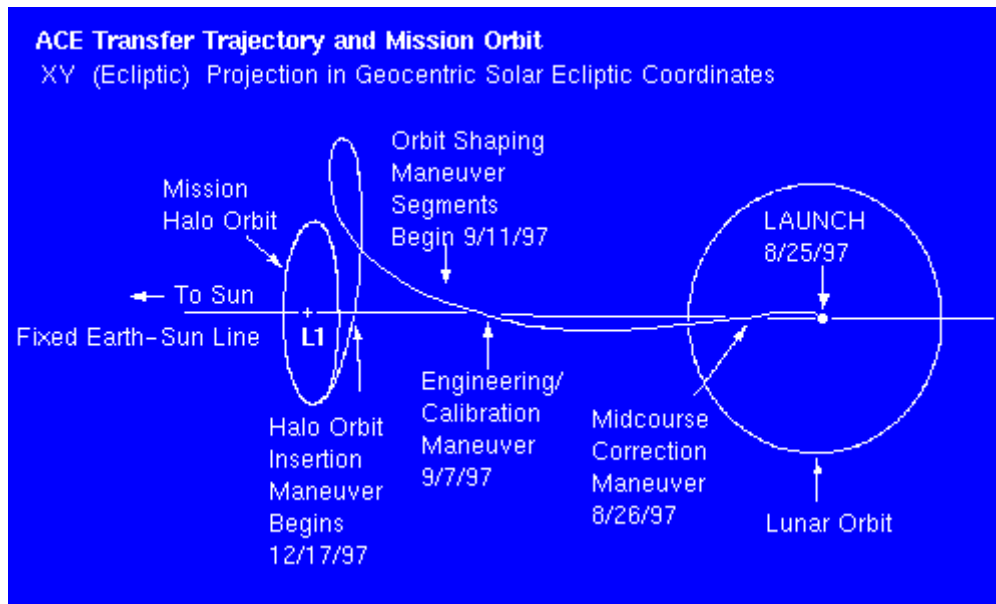 ACE Transfer Trajectory and Mission Orbit
XY (Ecliptic) Projection in Geocentric Solar Ecliptic Coordinates
Orbit Shaping
Maneuver
Segments
Begin 9/11/97
Mission
Halo Orbit
LAUNCH
8/25/97
To Sun
Fixed Earth-Sun Line
L1
Engineering/
Calibration
Maneuver
9/7/97
Halo Orbit
Insertion
Maneuver
Begins
12/17/97
Midcourse
Correction
Maneuver
8/26/97
Lunar Orbit